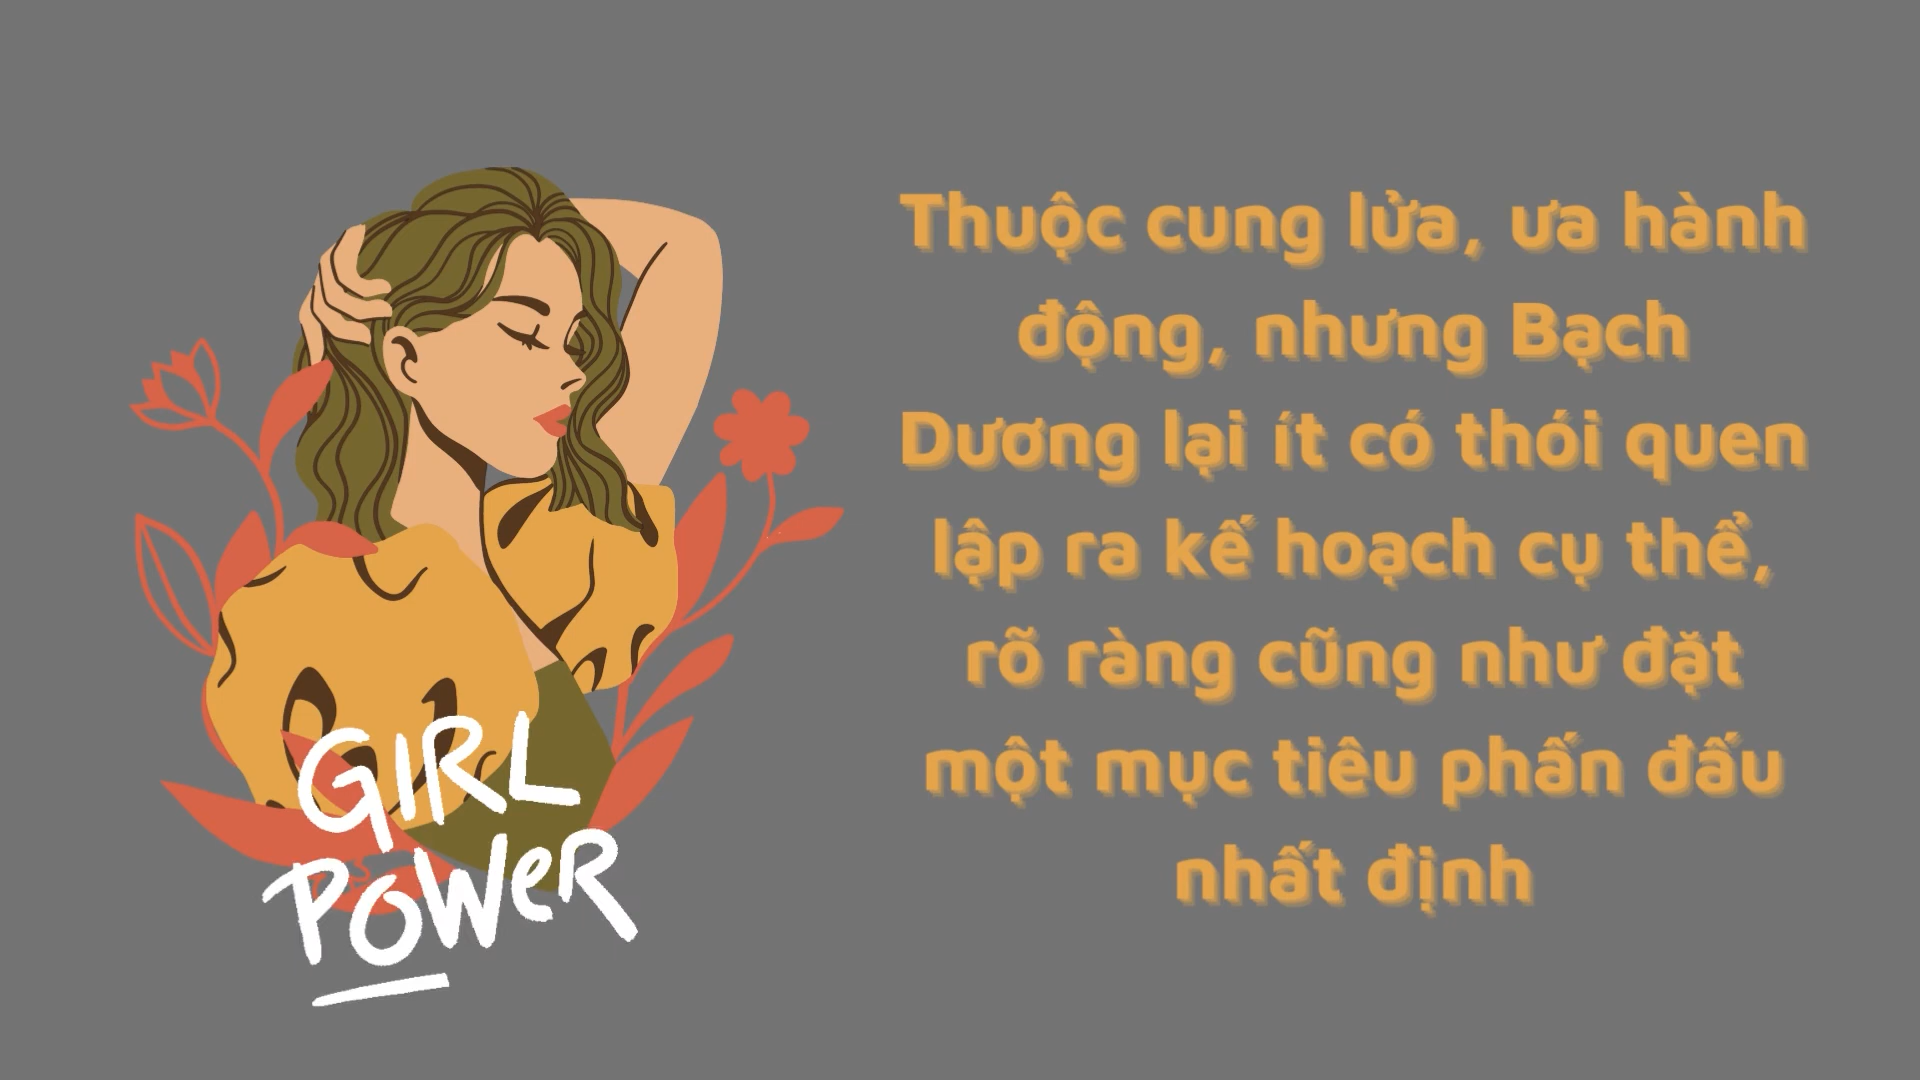 GIRL
POWER
Thuộc cung lửa, ưa hành
động, nhưng Bạch
Dương lại ít có thói quen
lập ra kế hoạch cụ thể,
rõ ràng cũng như đặt
một mục tiêu phấn đấu
nhất định